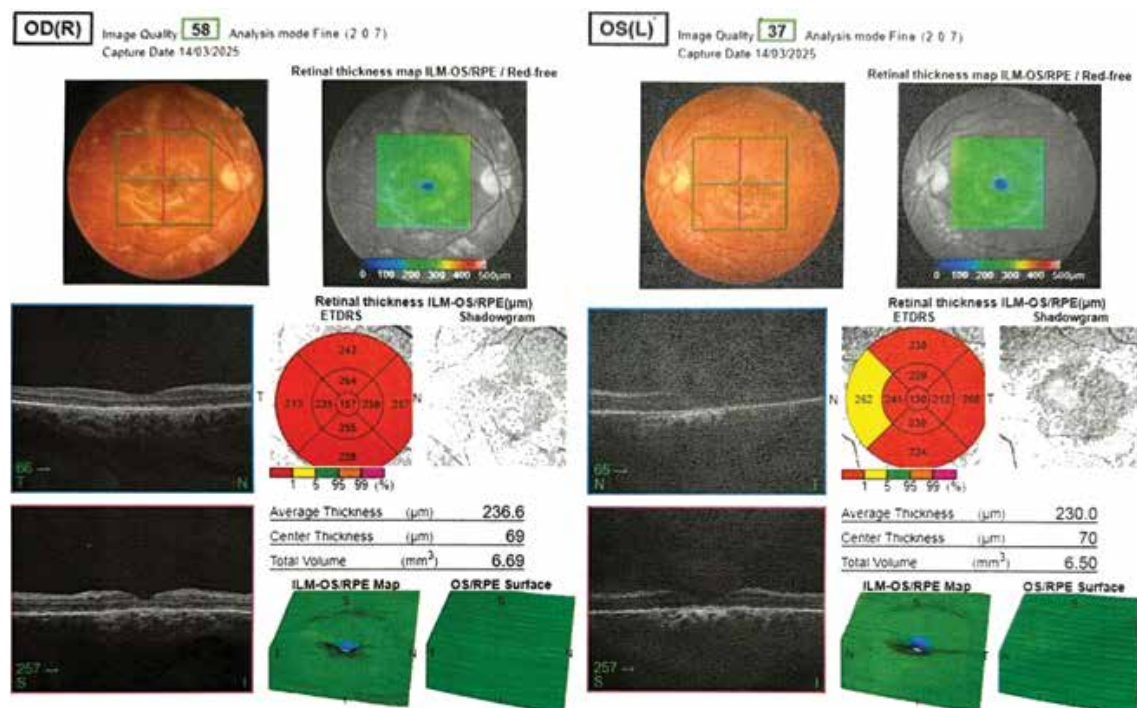 OD(R) Image Quality 58 Analysis mode Fine (2 0 7)
Capture Date 14/03/2025
Retinal thickness map ILM-OS/RPE / Red-free
0 100 200 300 400 500µm
Retinal thickness ILM-OS/RPE(µm)
ETDRS Shadowgram
264
T N
255
1 5 95 99 (%)
66 →
T N
Average Thickness (µm) 236.6
Center Thickness (µm) 69
Total Volume (mm³) 6.69
ILM-OS/RPE Map OS/RPE Surface
257 →
S I
OS(L) Image Quality 37 Analysis mode Fine (2 0 7)
Capture Date 14/03/2025
Retinal thickness map ILM-OS/RPE / Red-free
0 100 200 300 400 500µm
Retinal thickness ILM-OS/RPE(µm)
ETDRS Shadowgram
N 262 241 130 212 T
224
1 5 95 99 (%)
65 →
N T
Average Thickness (µm) 230.0
Center Thickness (µm) 70
Total Volume (mm³) 6.50
ILM-OS/RPE Map OS/RPE Surface
257 →
S I